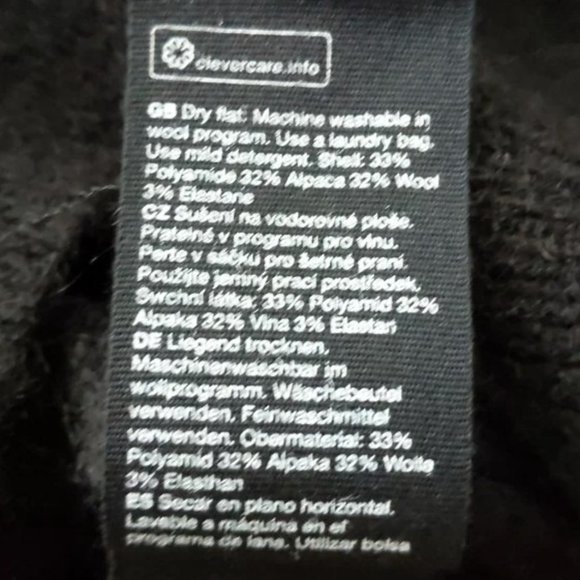 clevercare.info
GB Dry flat. Machine washable in
wool program. Use a laundry bag.
Use mild detergent. Shell: 33%
Polyamide 32% Alpaca 32% Wool
3% Elastane
CZ Sušení na vodorovné ploše.
Pratelné v programu pro vlnu.
Perte v sáčku pro šetrné praní.
Použijte jemný prací prostředek.
Svrchní látka: 33% Polyamid 32%
Alpaka 32% Vlna 3% Elastan
DE Liegend trocknen.
Maschinenwaschbar im
wollprogramm. Wäschebeutel
verwenden. Feinwaschmittel
verwenden. Obermaterial: 33%
Polyamid 32% Alpaka 32% Wolle
3% Elasthan
ES Secar en plano horizontal.
Lavable a máquina en el
programa de lana. Utilizar bolsa